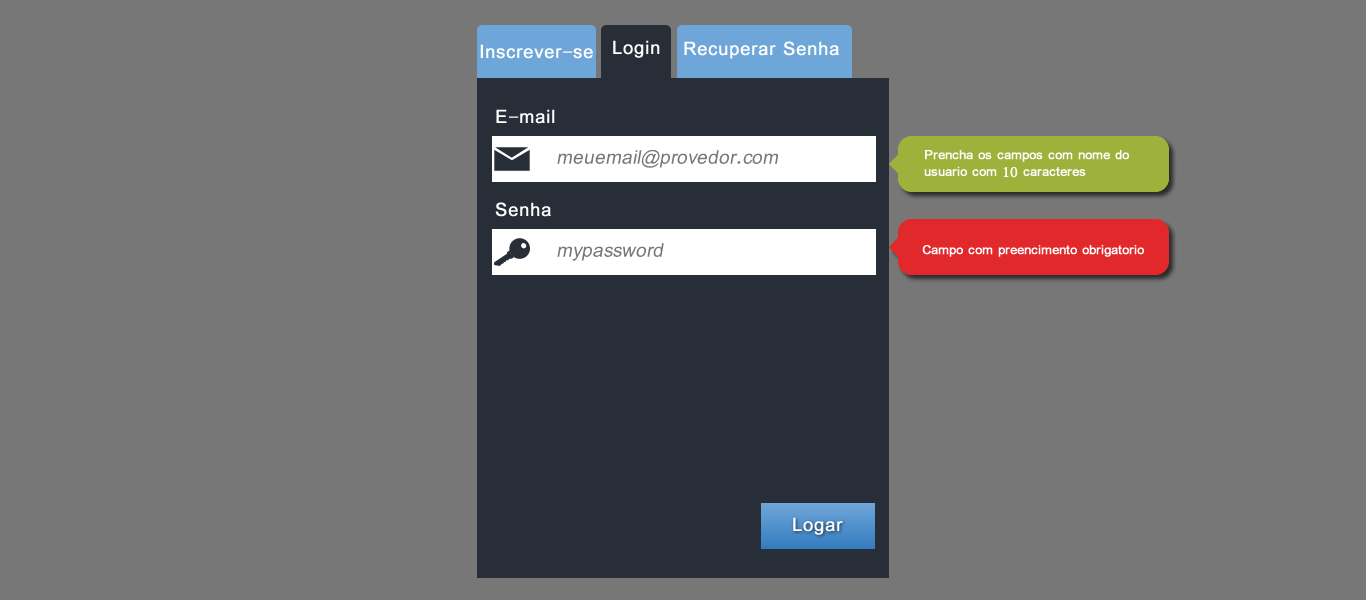 Inscrever-se
Login
Recuperar Senha
E-mail
meuemail@provedor.com
Prencha os campos com nome do
usuario com 10 caracteres
Senha
mypassword
Campo com preencimento obrigatorio
Logar